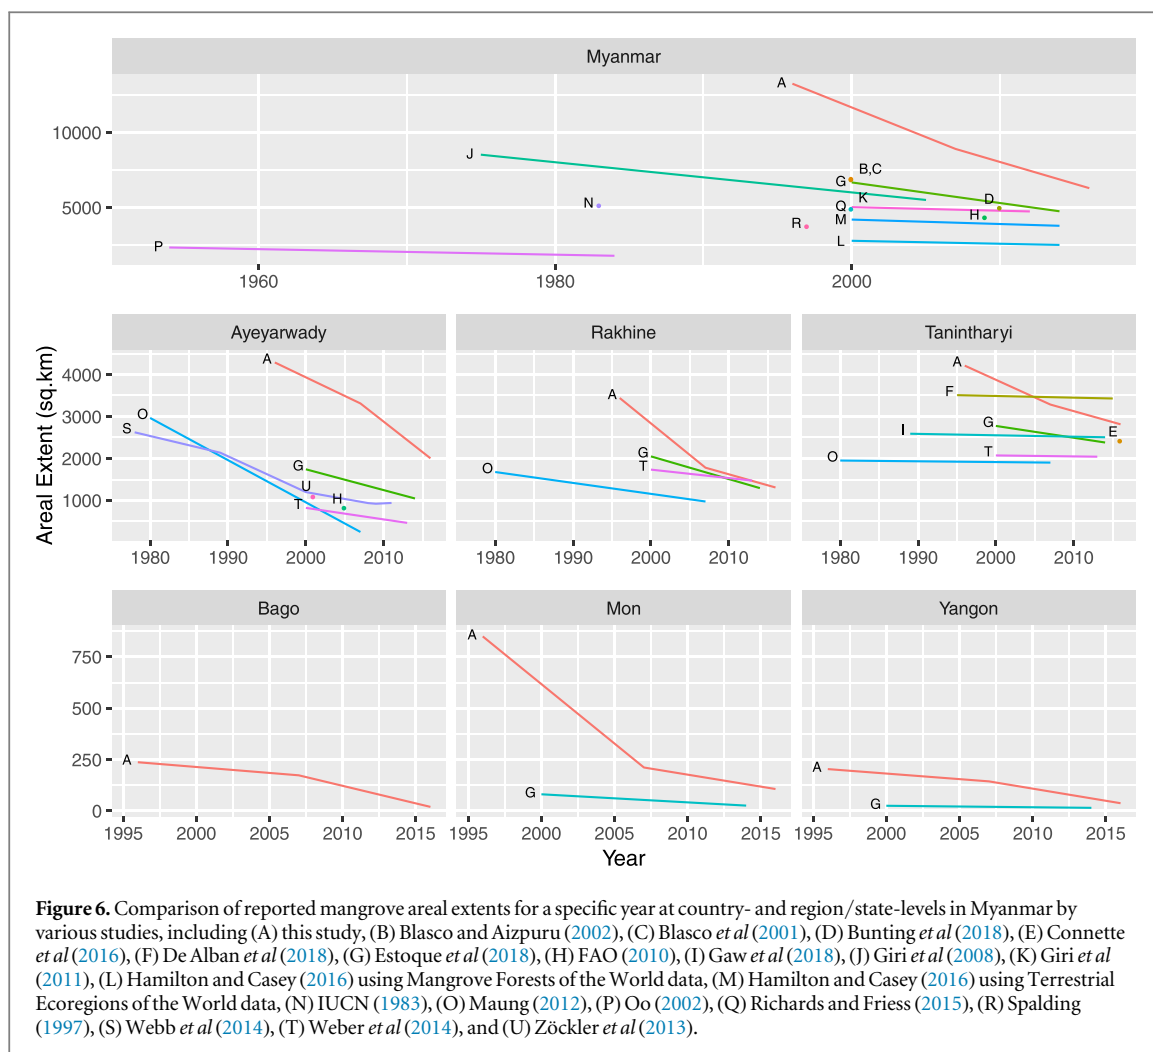 Myanmar
A
10000
J
B,C
G
K
D
N
5000
Q
H
R
M
L
P
1960
1980
2000
Ayeyarwady
Rakhine
Tanintharyi
Areal Extent (sq.km)
A
A
A
4000
F
O
3000
S
G
I
E
G
G
T
2000
O
T
O
U
H
1000
T
1980
1990
2000
2010
1980
1990
2000
2010
1980
1990
2000
2010
Bago
Mon
Yangon
750
A
500
250
A
A
G
G
0
1995
2000
2005
2010
2015
1995
2000
2005
2010
2015
1995
2000
2005
2010
2015
Year
Figure 6. Comparison of reported mangrove areal extents for a specific year at country- and region/state-levels in Myanmar by
various studies, including (A) this study, (B) Blasco and Aizpuru (2002), (C) Blasco et al (2001), (D) Bunting et al (2018), (E) Connette
et al (2016), (F) De Alban et al (2018), (G) Estoque et al (2018), (H) FAO (2010), (I) Gaw et al (2018), (J) Giri et al (2008), (K) Giri et al
(2011), (L) Hamilton and Casey (2016) using Mangrove Forests of the World data, (M) Hamilton and Casey (2016) using Terrestrial
Ecoregions of the World data, (N) IUCN (1983), (O) Maung (2012), (P) Oo (2002), (Q) Richards and Friess (2015), (R) Spalding
(1997), (S) Webb et al (2014), (T) Weber et al (2014), and (U) Zöckler et al (2013).